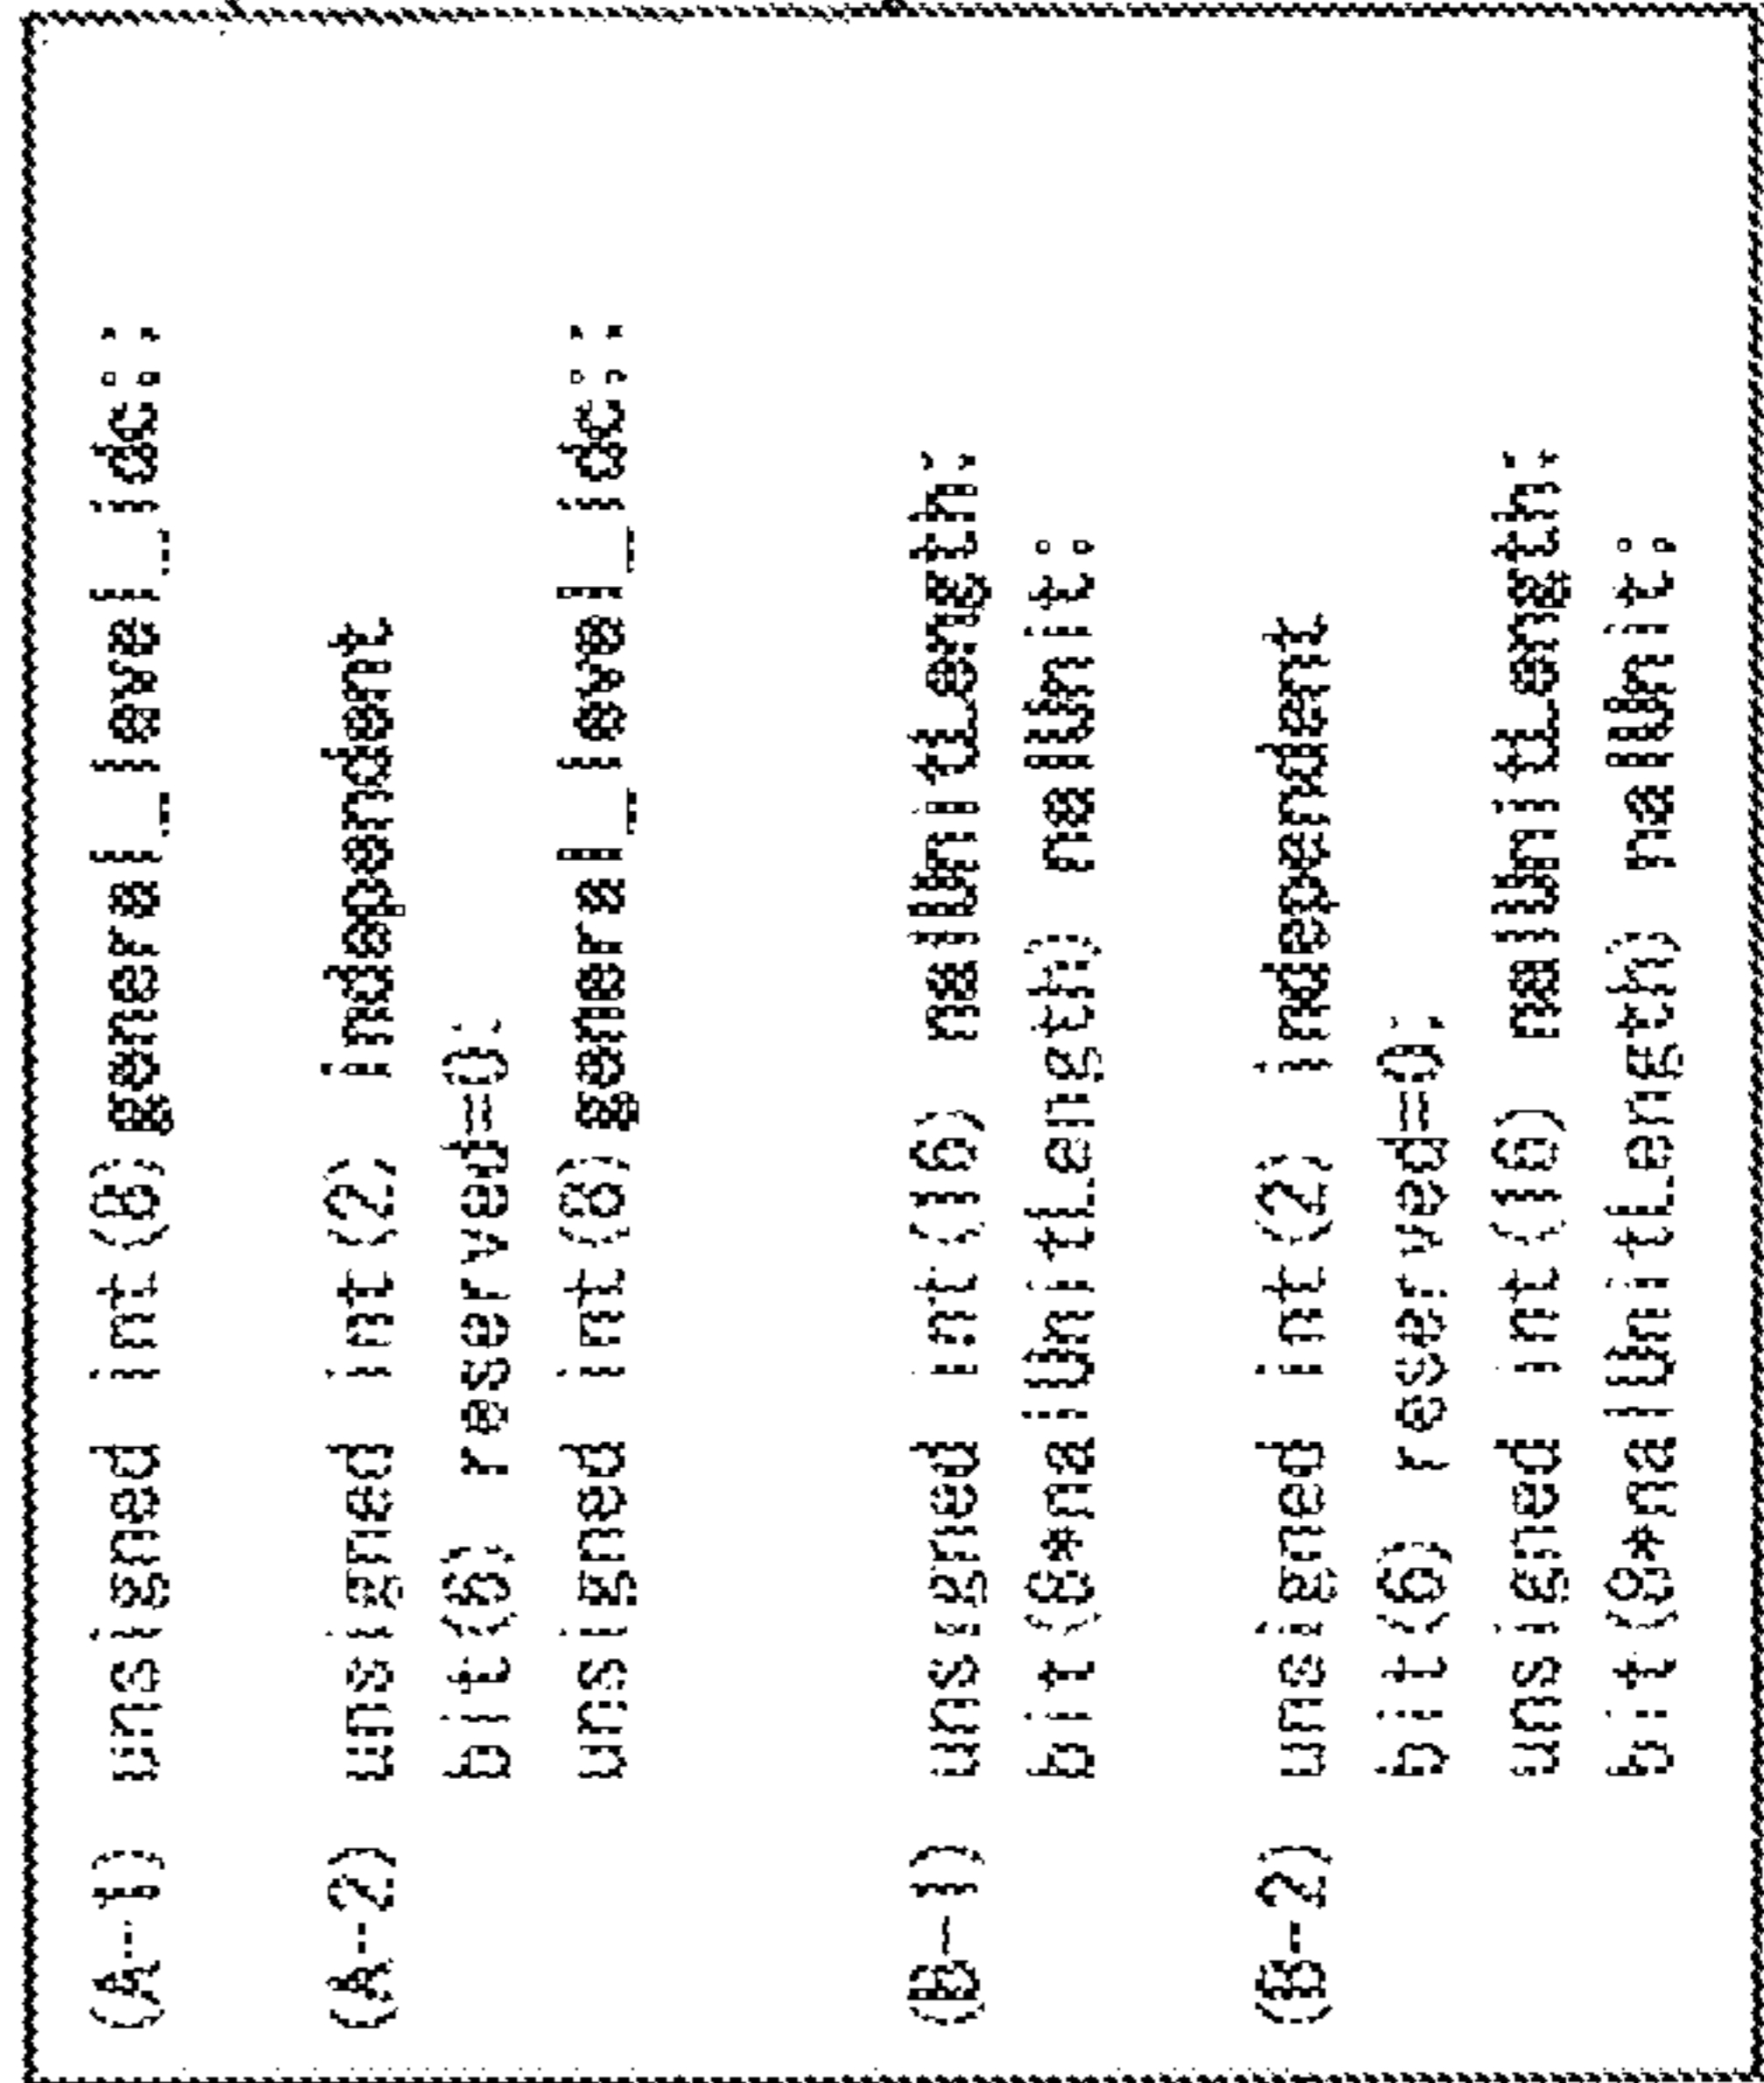 (A-1) unsigned int(8) general_level_idc;;
(A-2) unsigned int(2) independent
bit(6) reserved=0;
unsigned int(8) general_level_idc;;
(B-1) unsigned int(16) nalUnitLength;
bit(8*nalUnitLength) nalUnit;
(B-2) unsigned int(2) independent
bit(6) reserved=0;
unsigned int(16) nalUnitLength;
bit(8*nalUnitLength) nalUnit;